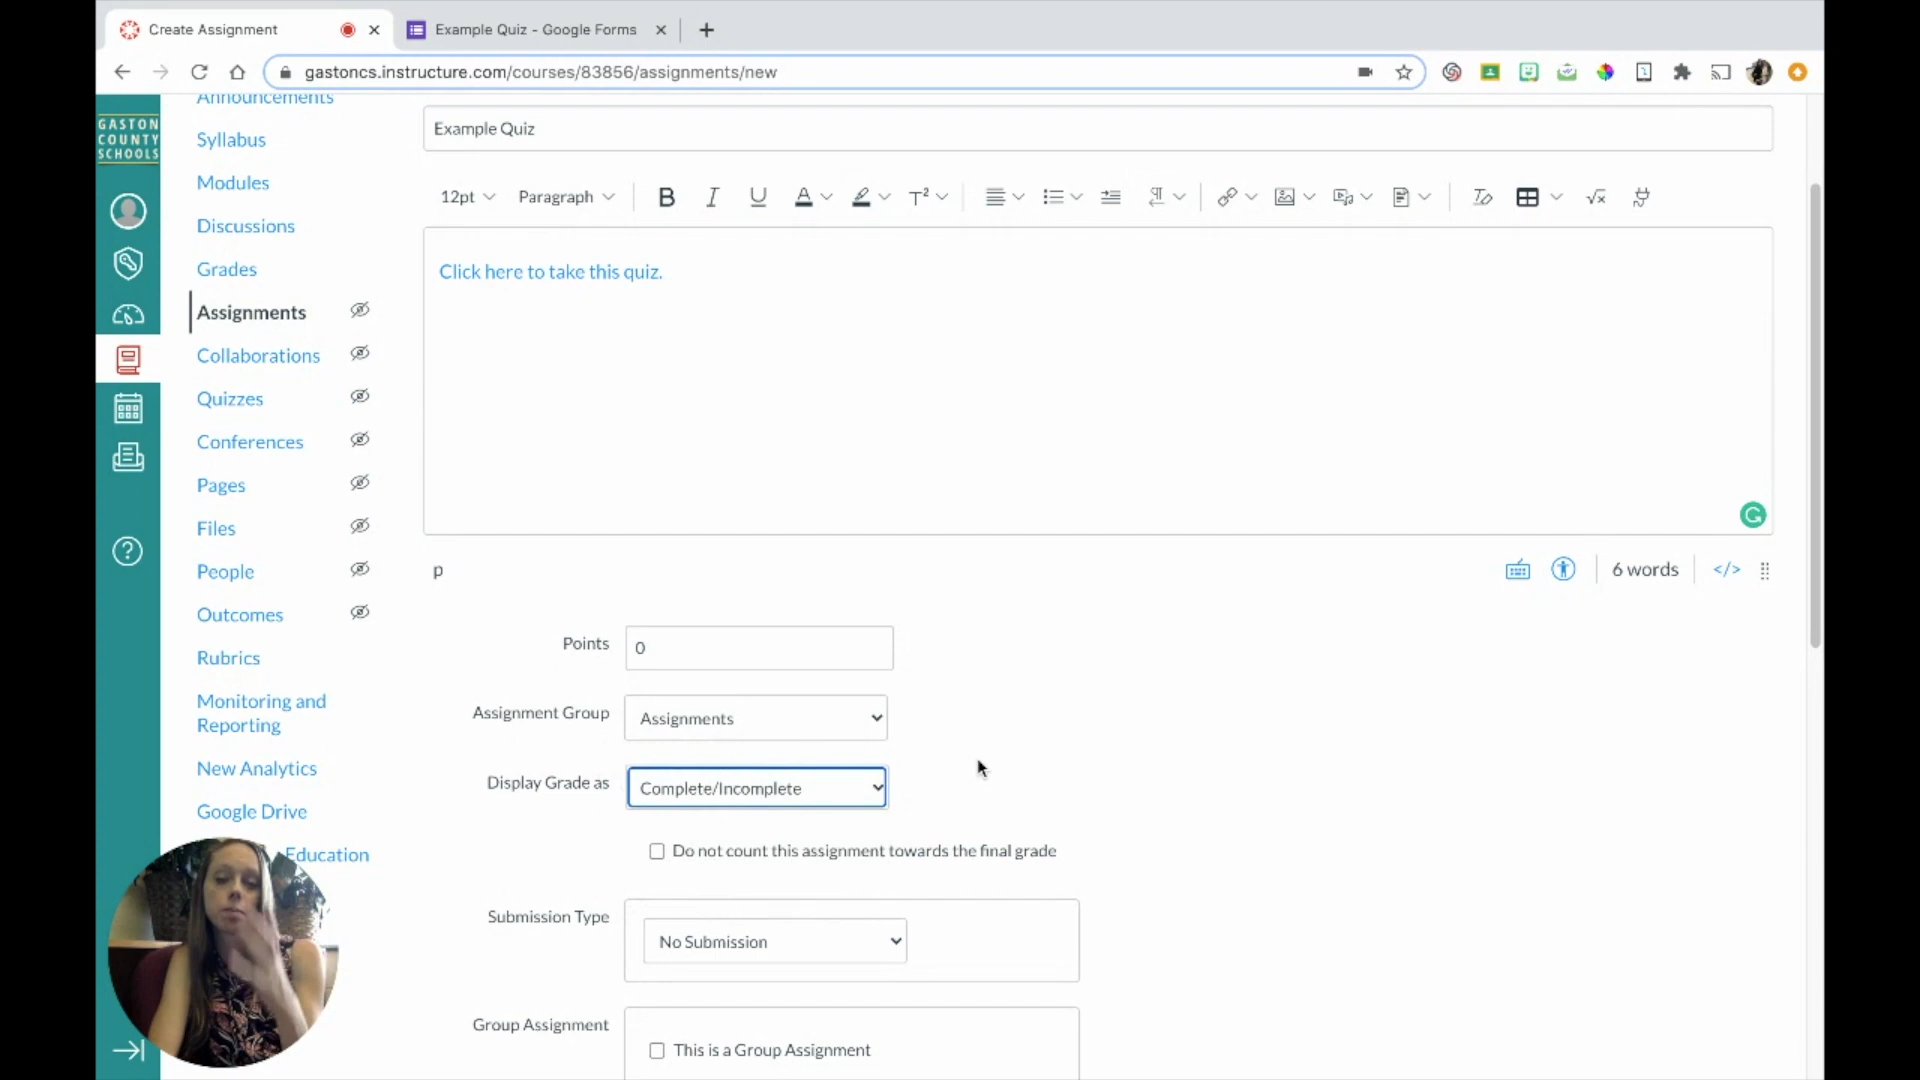 Create Assignment
Example Quiz - Google Forms
gastoncs.instructure.com/courses/83856/assignments/new
GASTON
COUNTY
SCHOOLS
Announcements
Syllabus
Modules
Discussions
Grades
Assignments
Collaborations
Quizzes
Conferences
Pages
Files
People
Outcomes
Rubrics
Monitoring and
Reporting
New Analytics
Google Drive
Education
Example Quiz
12pt Paragraph
Click here to take this quiz.
p
6 words
</>
Points 0
Assignment Group Assignments
Display Grade as Complete/Incomplete
Do not count this assignment towards the final grade
Submission Type No Submission
Group Assignment
This is a Group Assignment